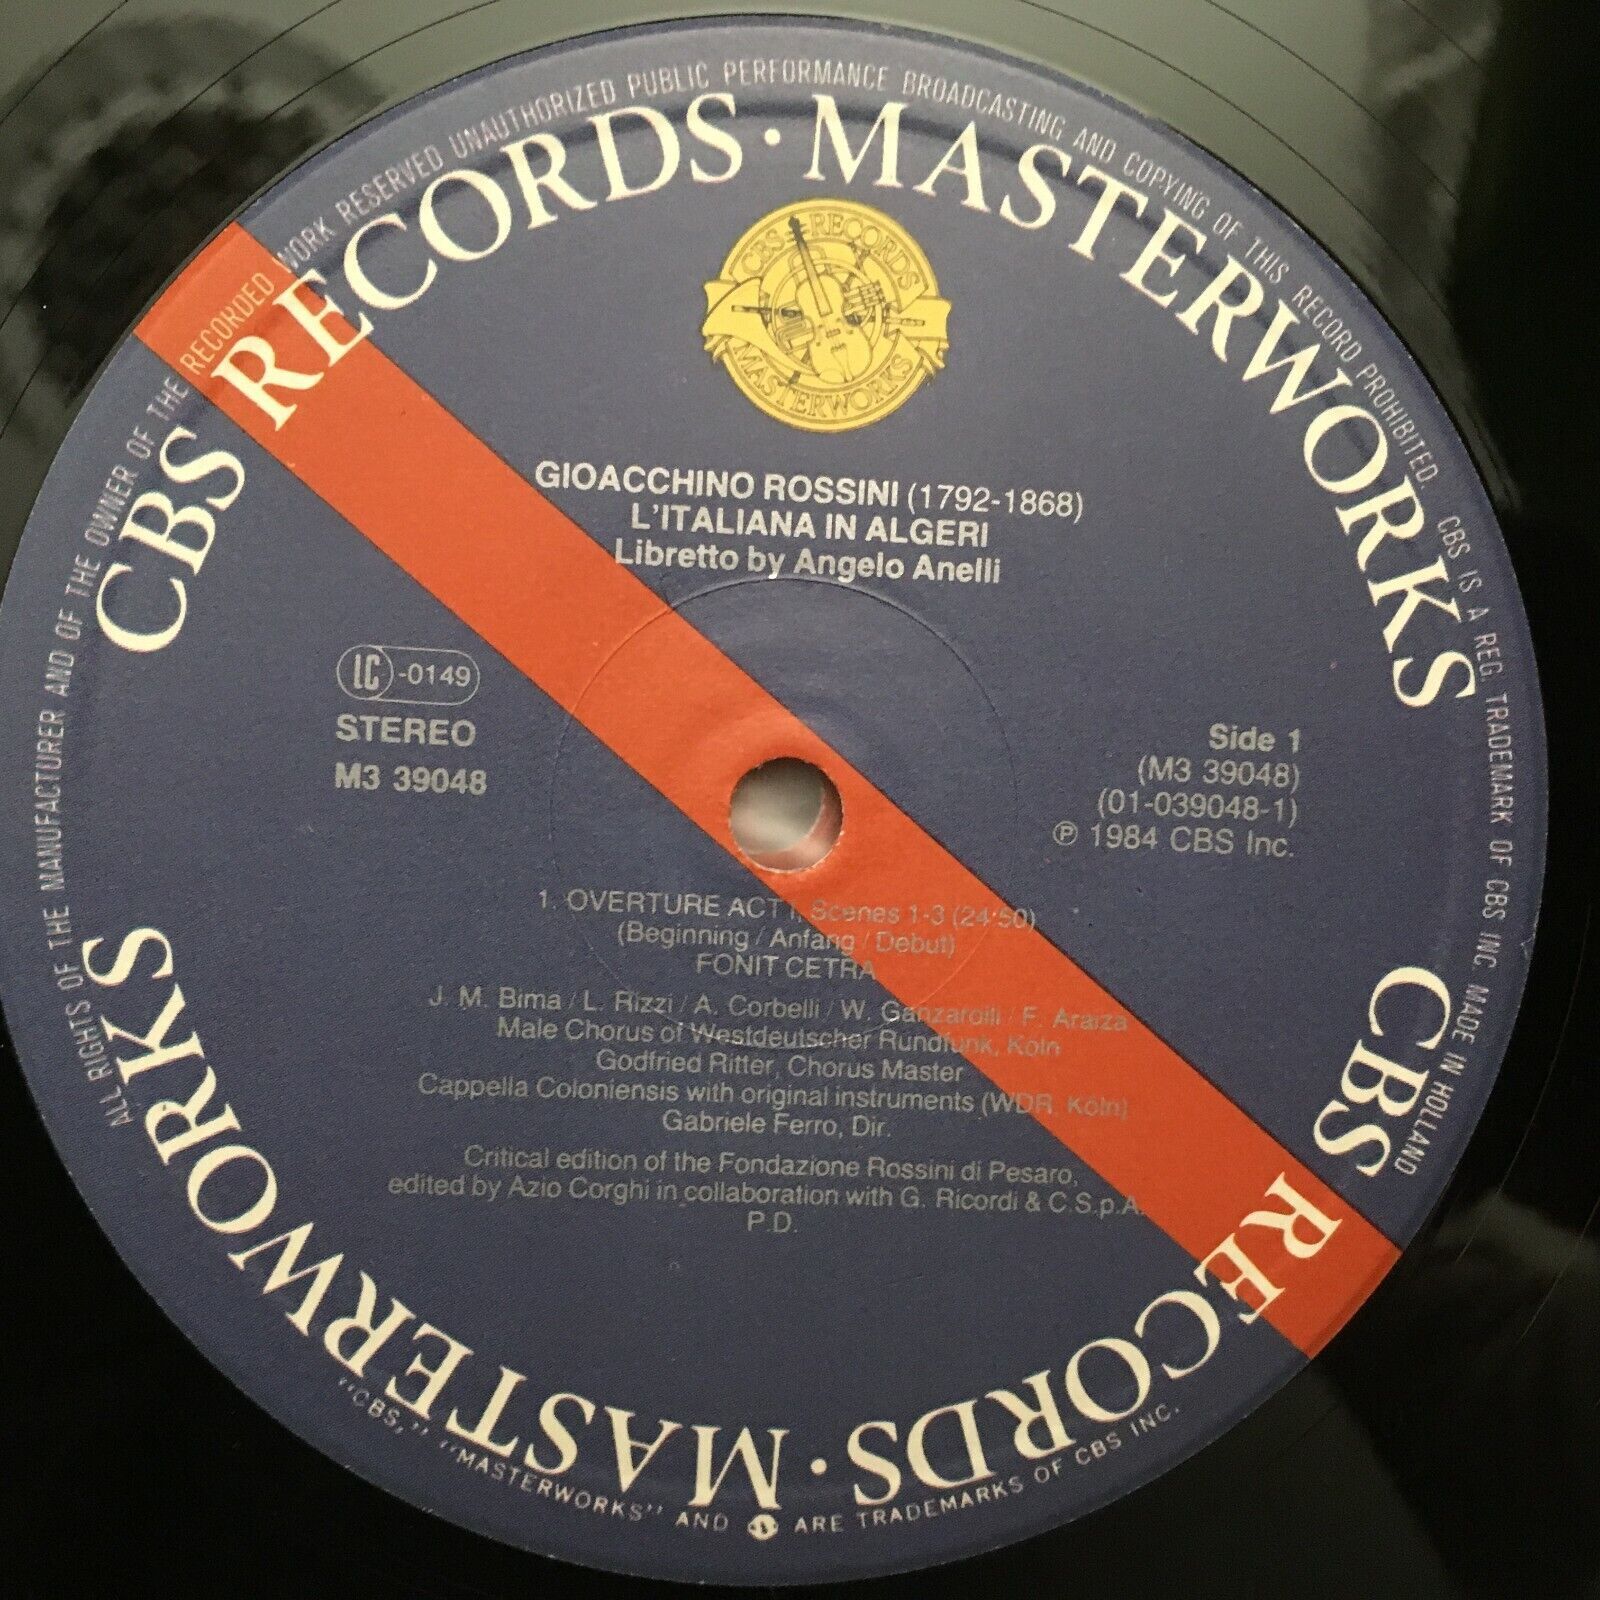 ALL RIGHTS OF THE MANUFACTURER AND OF THE OWNER OF THE RECORDED WORK RESERVED UNAUTHORIZED PUBLIC PERFORMANCE BROADCASTING AND COPYING OF THIS RECORD PROHIBITED. CBS IS A REG. TRADEMARK OF CBS INC. MADE IN HOLLAND
CBS RECORDS · MASTERWORKS
CBS RECORDS MASTERWORKS
GIOACCHINO ROSSINI (1792-1868)
L'ITALIANA IN ALGERI
Libretto by Angelo Anelli
LC -0149
STEREO
M3 39048
Side 1
(M3 39048)
(01-039048-1)
℗ 1984 CBS Inc.
1. OVERTURE ACT I, Scenes 1-3 (24:50)
(Beginning / Anfang / Debut)
FONIT CETRA
J. M. Bima / L. Rizzi / A. Corbelli / W. Ganzarolli / F. Araiza
Male Chorus of Westdeutscher Rundfunk, Köln
Godfried Ritter, Chorus Master
Cappella Coloniensis with original instruments (WDR, Köln)
Gabriele Ferro, Dir.
Critical edition of the Fondazione Rossini di Pesaro,
edited by Azio Corghi in collaboration with G. Ricordi & C.S.p.A.
P.D.
CBS RECORDS · MASTERWORKS
"CBS," "MASTERWORKS" AND ARE TRADEMARKS OF CBS INC.